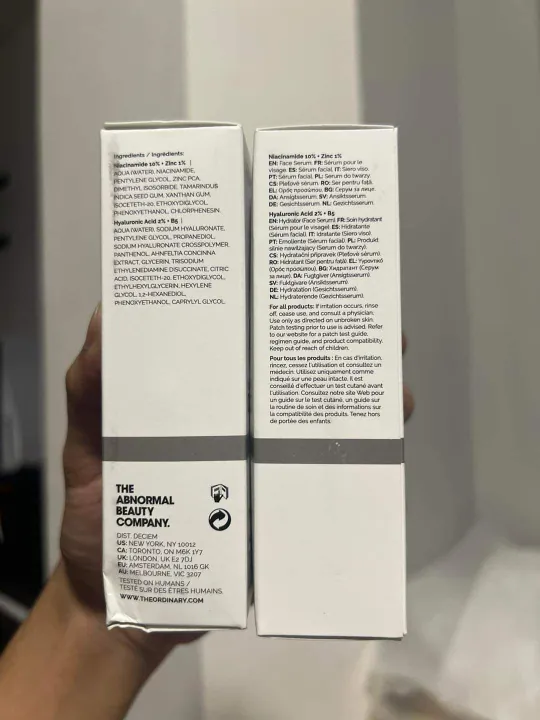 Ingredients / Ingrédients:
Niacinamide 10% + Zinc 1% |
AQUA (WATER), NIACINAMIDE,
PENTYLENE GLYCOL, ZINC PCA,
DIMETHYL ISOSORBIDE, TAMARINDUS
INDICA SEED GUM, XANTHAN GUM,
ISOCETETH-20, ETHOXYDIGLYCOL,
PHENOXYETHANOL, CHLORPHENESIN.
Hyaluronic Acid 2% + B5 |
AQUA (WATER), SODIUM HYALURONATE,
PENTYLENE GLYCOL, PROPANEDIOL,
SODIUM HYALURONATE CROSSPOLYMER,
PANTHENOL, AHNFELTIA CONCINNA
EXTRACT, GLYCERIN, TRISODIUM
ETHYLENEDIAMINE DISUCCINATE, CITRIC
ACID, ISOCETETH-20, ETHOXYDIGLYCOL,
ETHYLHEXYLGLYCERIN, HEXYLENE
GLYCOL, 1,2-HEXANEDIOL,
PHENOXYETHANOL, CAPRYLYL GLYCOL.
THE
ABNORMAL
BEAUTY
COMPANY.
DIST. DECIEM
US: NEW YORK, NY 10012
CA: TORONTO, ON M6K 1Y7
UK: LONDON, UK E2 7DJ
EU: AMSTERDAM, NL 1016 GK
AU: MELBOURNE, VIC 3207
TESTED ON HUMANS /
TESTÉ SUR DES ÊTRES HUMAINS.
WWW.THEORDINARY.COM
Niacinamide 10% + Zinc 1%
EN: Face Serum. FR: Sérum pour le
visage. ES: Sérum facial. IT: Siero viso.
PT: Sérum facial. PL: Serum do twarzy.
CS: Pleťové sérum. RO: Ser pentru față.
EL: Ορός προσώπου. BG: Серум за лице.
DA: Ansigtsserum. SV: Ansiktsserum.
DE: Gesichtsserum. NL: Gezichtsserum.
Hyaluronic Acid 2% + B5
EN: Hydrator (Face Serum). FR: Soin hydratant
(Sérum pour le visage). ES: Hidratante
(Sérum facial). IT: Idratante (Siero viso).
PT: Emoliente (Sérum facial). PL: Produkt
silnie nawilżający (Serum do twarzy).
CS: Hydratační přípravek (Pleťové sérum).
RO: Hidratant (Ser pentru față). EL: Υγραντικό
(Ορός προσώπου). BG: Хидратант (Серум
за лице). DA: Fugtgiver (Ansigtsserum).
SV: Fuktgivare (Ansiktsserum).
DE: Hydratation (Gesichtsserum).
NL: Hydraterende (Gezichtsserum).
For all products: If irritation occurs, rinse
off, cease use, and consult a physician.
Use only as directed on unbroken skin.
Patch testing prior to use is advised. Refer
to our website for a patch test guide,
regimen guide, and product compatibility.
Keep out of reach of children.
Pour tous les produits : En cas d'irritation,
rincez, cessez l'utilisation et consultez un
médecin. Utilisez uniquement comme
indiqué sur une peau intacte. Il est
conseillé d'effectuer un test cutané avant
l'utilisation. Consultez notre site Web pour
un guide sur le test cutané, un guide sur
la routine de soin et des informations sur
la compatibilité des produits. Tenez hors
de portée des enfants.